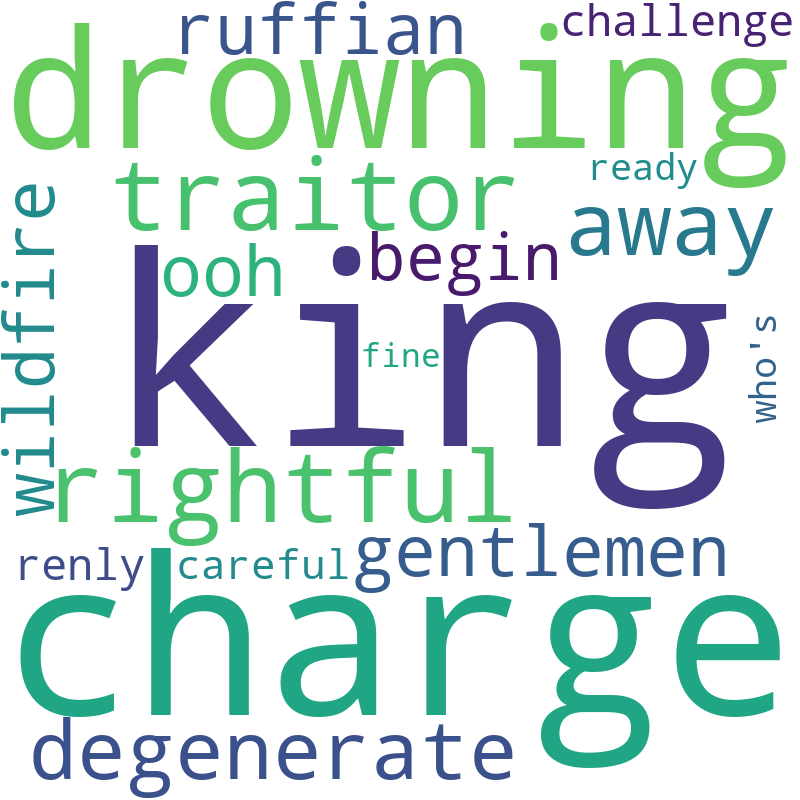 ruffian challenge
drowning
traitor ready
away
wildfire
ooh begin
king
fine
who's
rightful
renly careful gentlemen
charge
degenerate